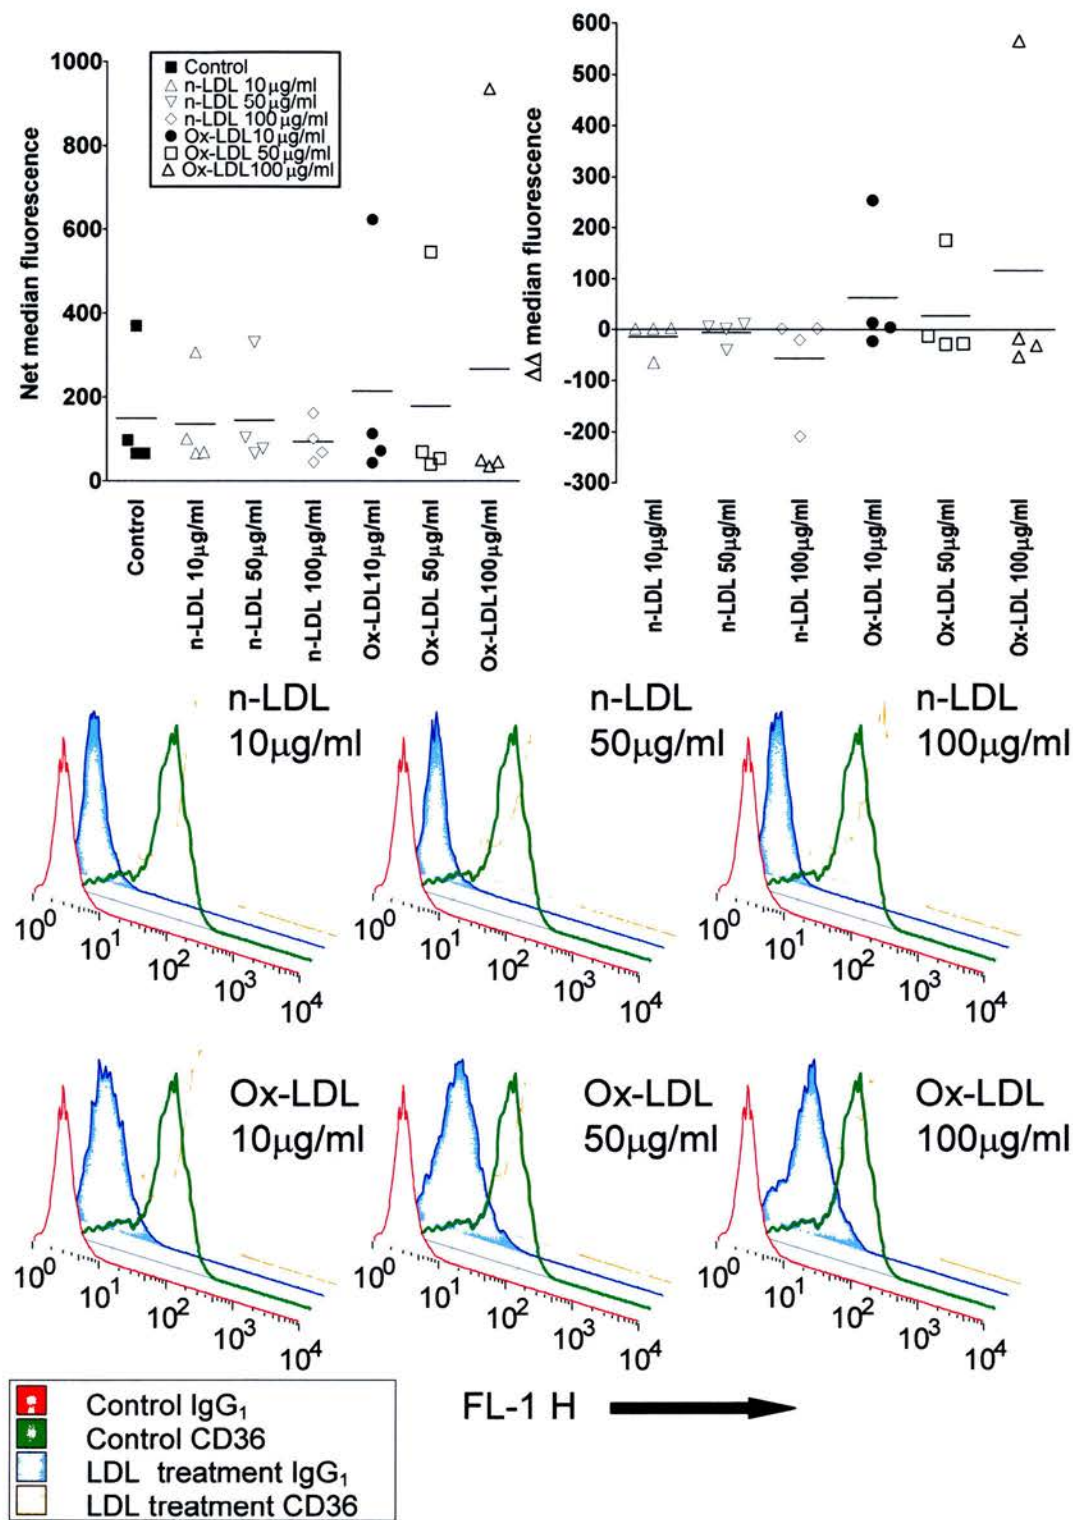 Net median fluorescence
1000
800
600
400
200
0
Control
n-LDL 10µg/ml
n-LDL 50µg/ml
n-LDL 100µg/ml
Ox-LDL10µg/ml
Ox-LDL 50µg/ml
Ox-LDL100µg/ml
Control
n-LDL 10µg/ml
n-LDL 50µg/ml
n-LDL 100µg/ml
Ox-LDL10µg/ml
Ox-LDL 50µg/ml
Ox-LDL100µg/ml
ΔΔ median fluorescence
600
500
400
300
200
100
0
-100
-200
-300
n-LDL 10µg/ml
n-LDL 50µg/ml
n-LDL 100µg/ml
Ox-LDL 10µg/ml
Ox-LDL 50µg/ml
Ox-LDL 100µg/ml
n-LDL
10µg/ml
10⁰
10¹
10²
10³
10⁴
n-LDL
50µg/ml
10⁰
10¹
10²
10³
10⁴
n-LDL
100µg/ml
10⁰
10¹
10²
10³
10⁴
Ox-LDL
10µg/ml
10⁰
10¹
10²
10³
10⁴
Ox-LDL
50µg/ml
10⁰
10¹
10²
10³
10⁴
Ox-LDL
100µg/ml
10⁰
10¹
10²
10³
10⁴
Control IgG₁
Control CD36
LDL treatment IgG₁
LDL treatment CD36
FL-1 H